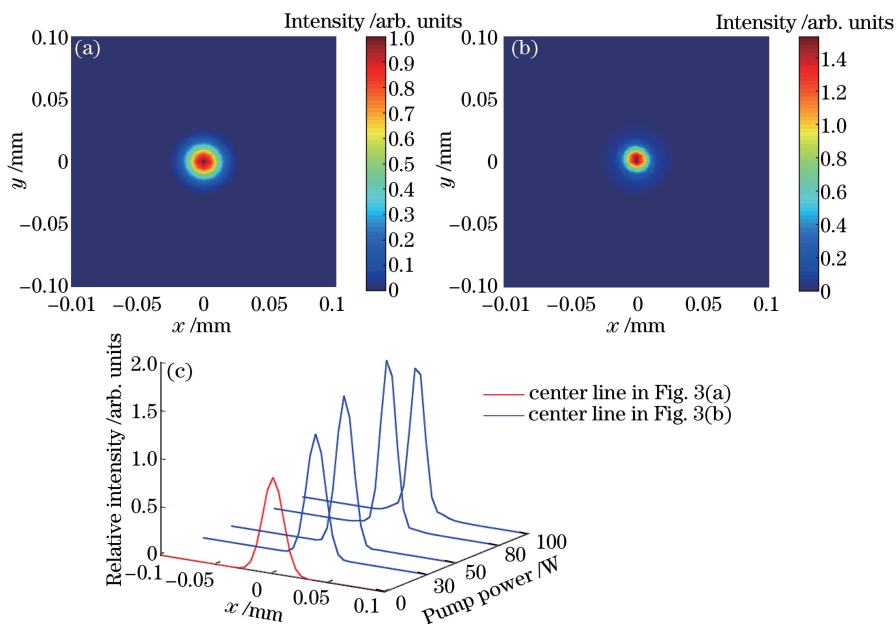 Intensity /arb. units
(a)
0.10
0.05
0
−0.05
−0.10
y /mm
−0.01 −0.05 0 0.05 0.1
x /mm
1.0
0.9
0.8
0.7
0.6
0.5
0.4
0.3
0.2
0.1
0
Intensity /arb. units
(b)
0.10
0.05
0
−0.05
−0.10
y /mm
−0.01 −0.05 0 0.05 0.1
x /mm
1.4
1.2
1.0
0.8
0.6
0.4
0.2
0
(c)
Relative intensity /arb. units
2.0
1.5
1.0
0.5
0
−0.1 −0.05 0 0.05 0.1
x /mm
0 30 50 80 100
Pump power /W
center line in Fig. 3(a)
center line in Fig. 3(b)